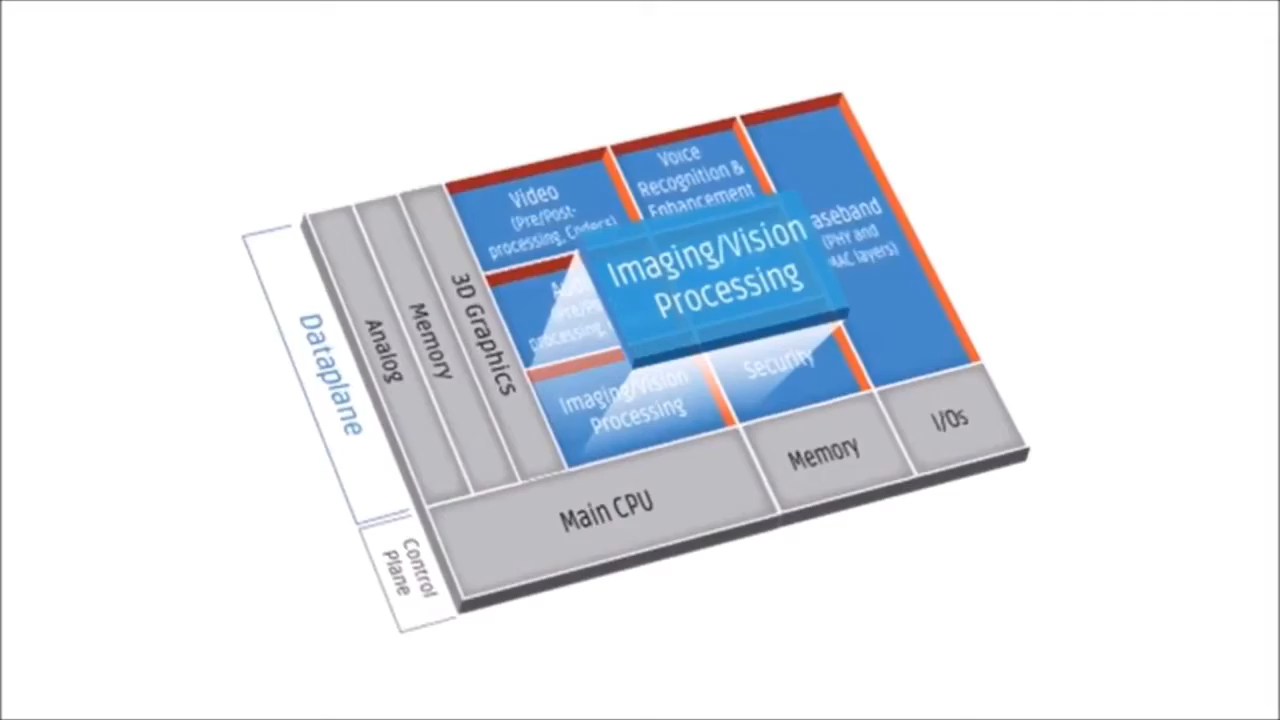 Video
(Pre/Post-
processing, Codecs)
Voice
Recognition &
Enhancement
aseband
(PHY and
MAC layers)
Imaging/Vision
Processing
processing,
Imaging/Vision
Processing
Security
Analog
Memory
3D Graphics
Main CPU
Memory
I/Os
Dataplane
Control
Plane